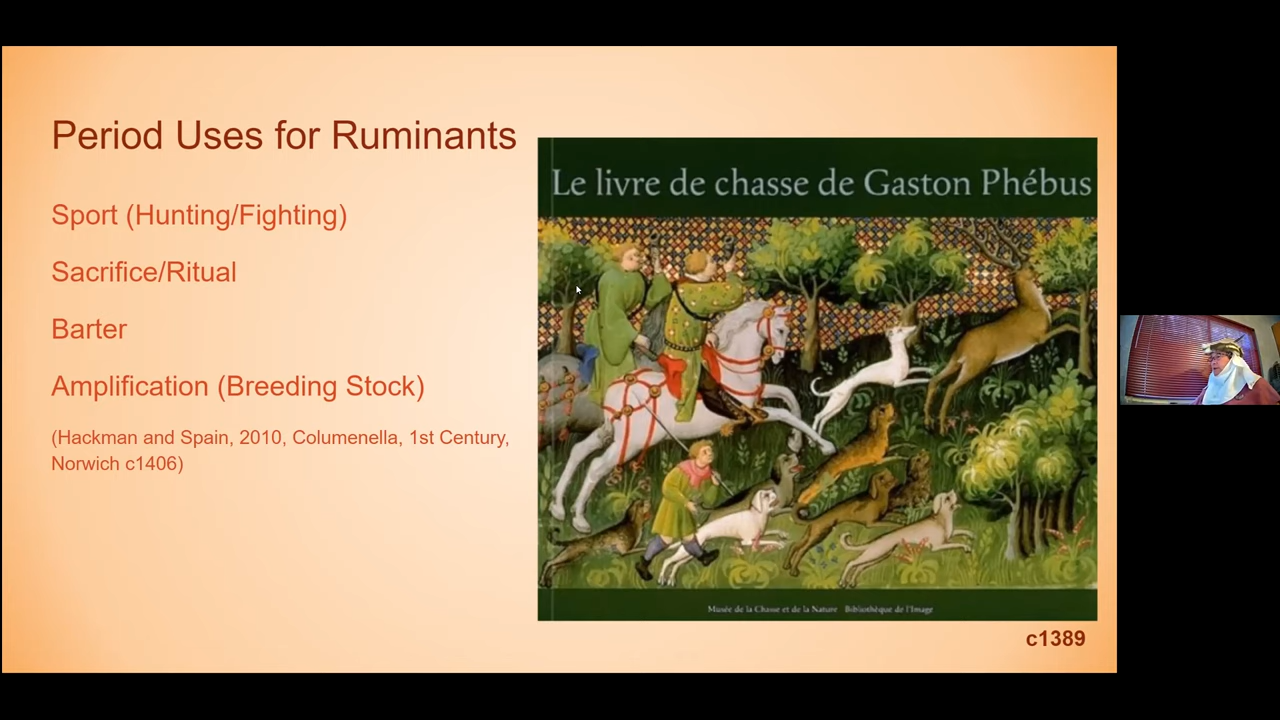 Period Uses for Ruminants
Sport (Hunting/Fighting)
Sacrifice/Ritual
Barter
Amplification (Breeding Stock)
(Hackman and Spain, 2010, Columenella, 1st Century,
Norwich c1406)
Le livre de chasse de Gaston Phébus
Musée de la Chasse et de la Nature Bibliothèque de l'Image
c1389